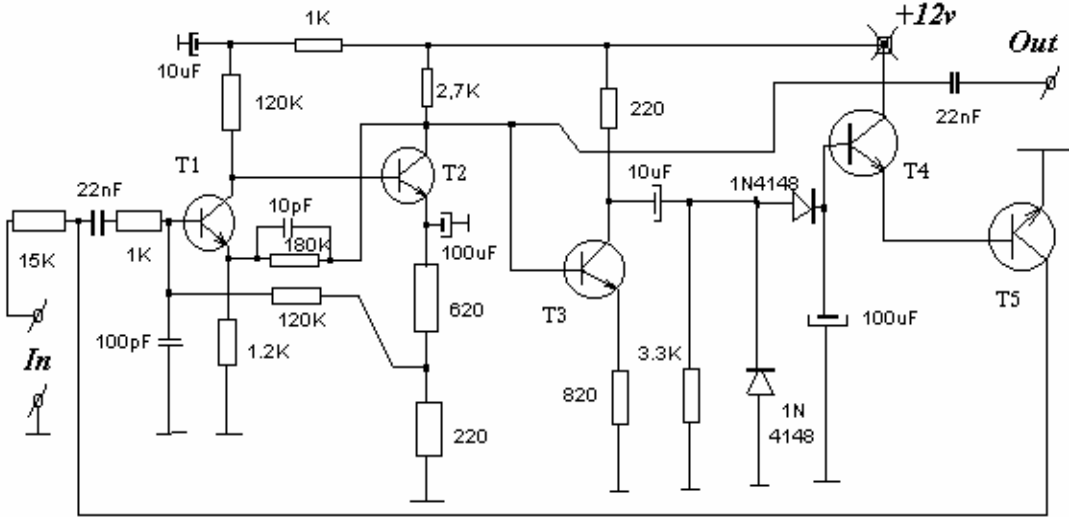 1K
+12v
Out
10uF
120K
2,7K
220
22nF
T1
T2
T4
22nF
10uF
1N4148
10pF
180K
100uF
15K
1K
T3
T5
120K
620
100uF
100pF
1.2K
3.3K
In
820
1N
4148
220